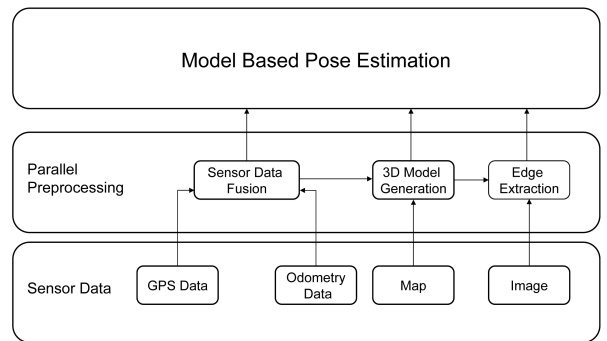 Model Based Pose Estimation
Parallel
Preprocessing
Sensor Data
Fusion
3D Model
Generation
Edge
Extraction
Sensor Data
GPS Data
Odometry
Data
Map
Image